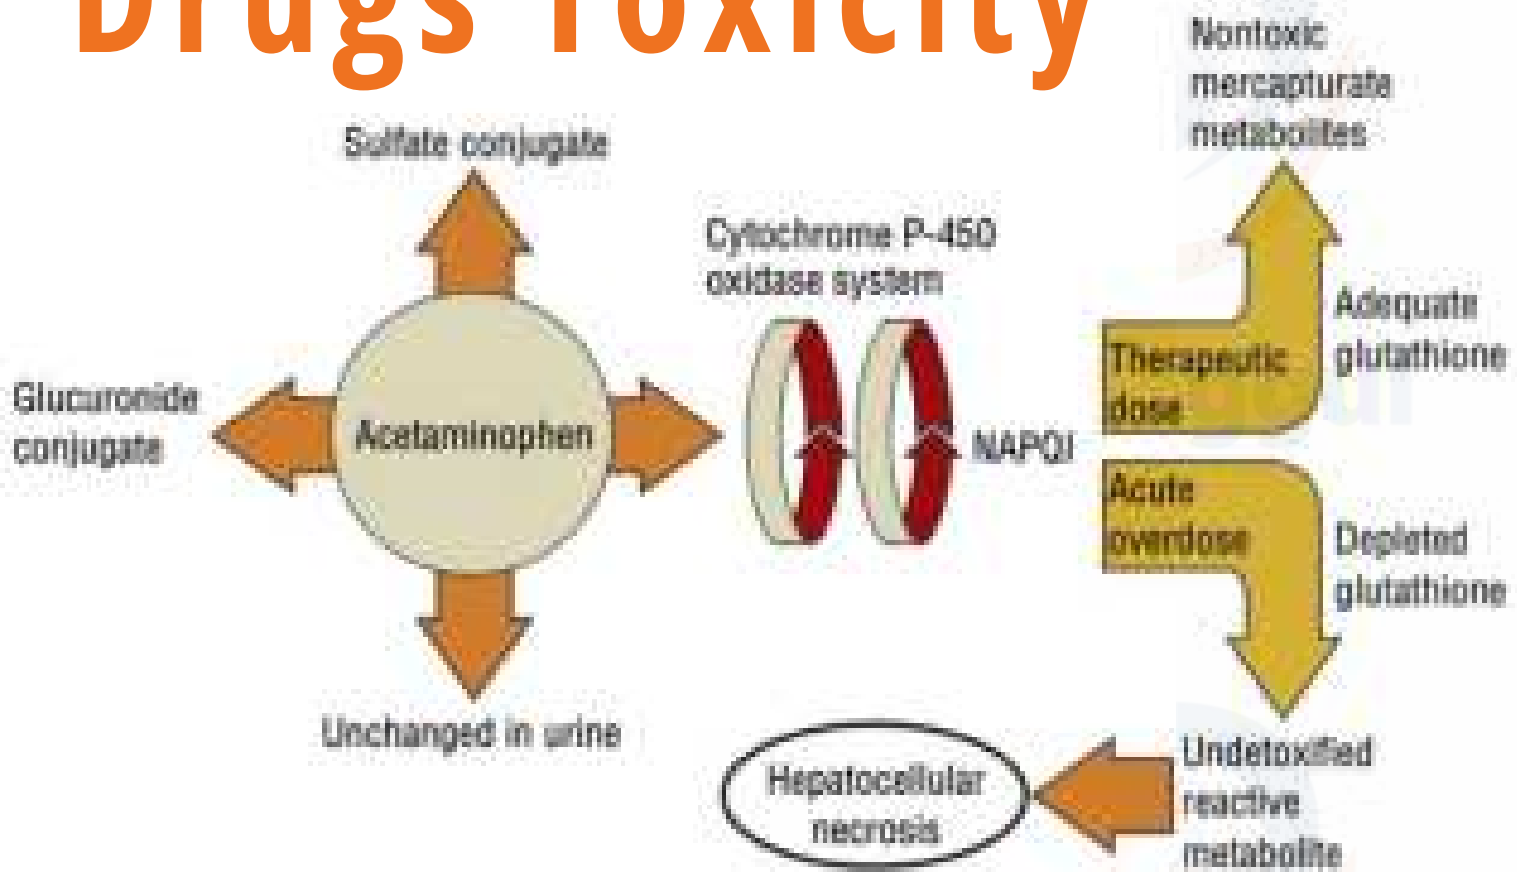 Drugs Toxicity
Nontoxic
mercapturate
metabolites
Sulfate conjugate
Cytochrome P-450
oxidase system
Adequate
glutathione
Therapeutic
dose
Glucuronide
conjugate
Acetaminophen
NAPQI
Acute
overdose
Depleted
glutathione
Unchanged in urine
Hepatocellular
necrosis
Undetoxified
reactive
metabolite